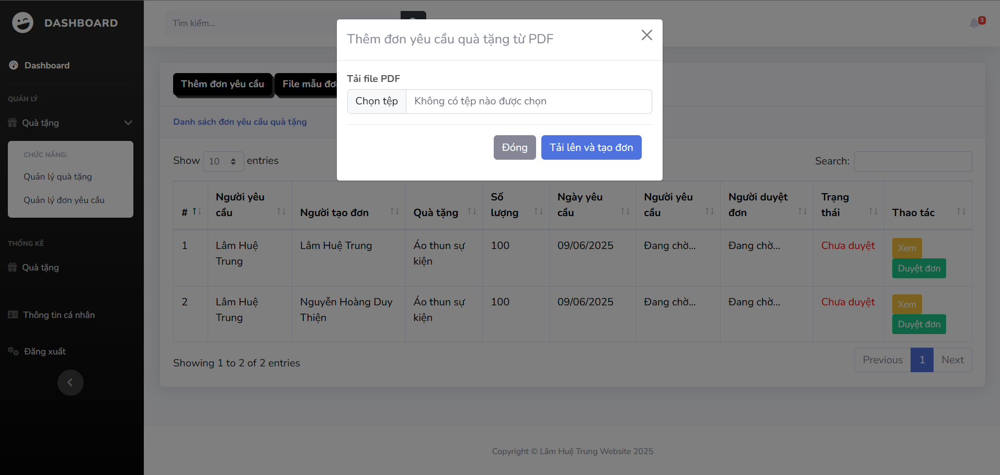 DASHBOARD
Dashboard
QUẢN LÝ
Quà tặng
CHỨC NĂNG:
Quản lý quà tặng
Quản lý đơn yêu cầu
THỐNG KÊ
Quà tặng
Thông tin cá nhân
Đăng xuất
Tìm kiếm...
3
Thêm đơn yêu cầu quà tặng từ PDF
Tải file PDF
Chọn tệp Không có tệp nào được chọn
Đóng Tải lên và tạo đơn
Thêm đơn yêu cầu File mẫu
Danh sách đơn yêu cầu quà tặng
Show 10 entries Search:
# Người yêu cầu Người tạo đơn Quà tặng Số lượng Ngày yêu cầu Người yêu cầu Người duyệt đơn Trạng thái Thao tác
1 Lâm Huệ Trung Lâm Huệ Trung Áo thun sự kiện 100 09/06/2025 Đang chờ... Đang chờ... Chưa duyệt Xem Duyệt đơn
2 Lâm Huệ Trung Nguyễn Hoàng Duy Thiện Áo thun sự kiện 100 09/06/2025 Đang chờ... Đang chờ... Chưa duyệt Xem Duyệt đơn
Showing 1 to 2 of 2 entries Previous 1 Next
Copyright © Lâm Huệ Trung Website 2025